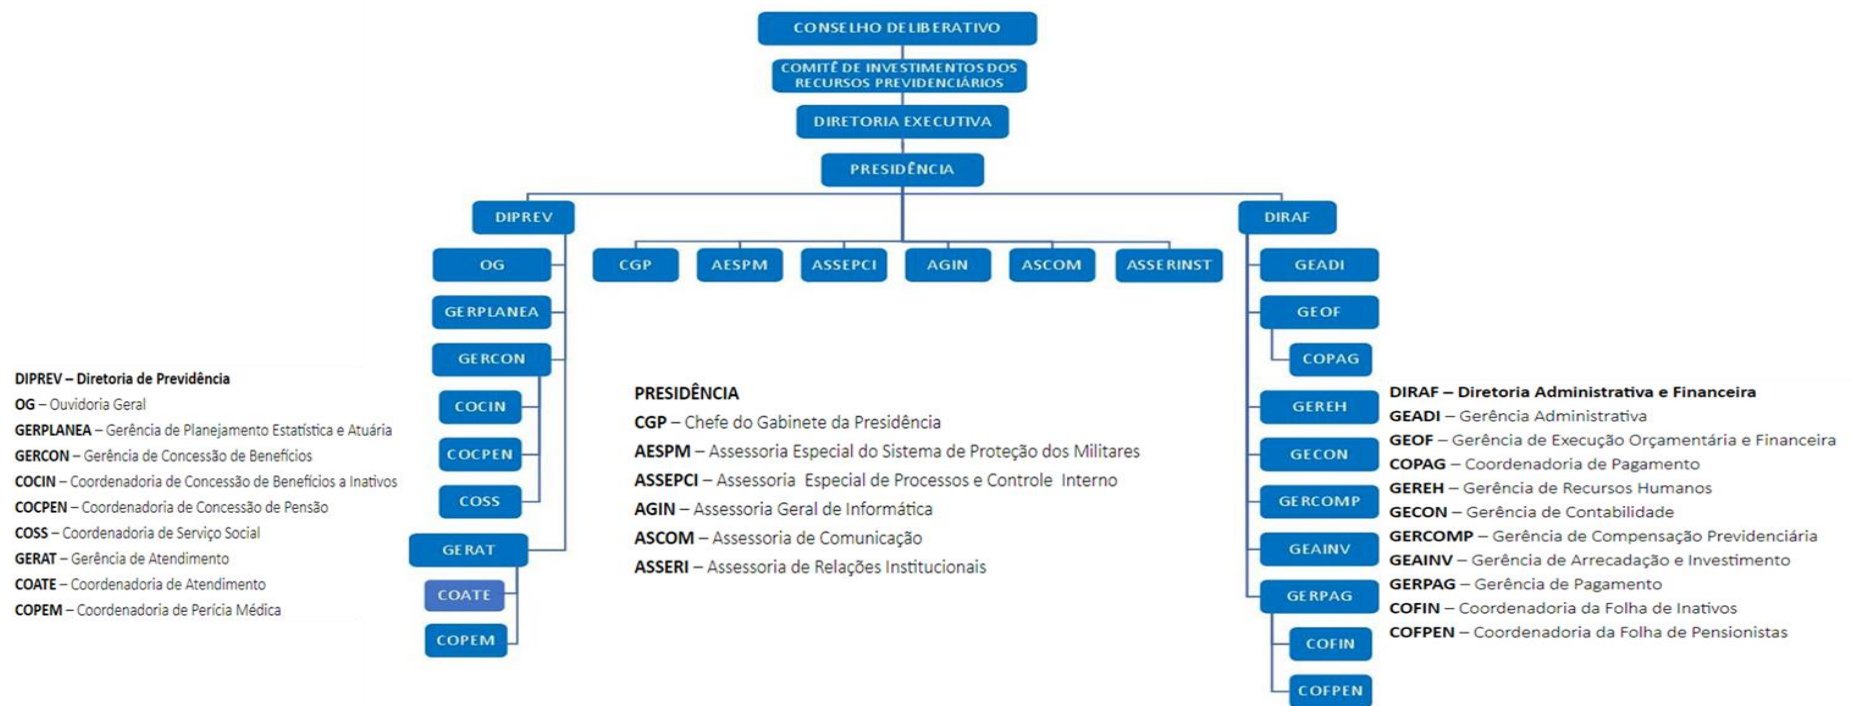 CONSELHO DELIBERATIVO
COMITÊ DE INVESTIMENTOS DOS
RECURSOS PREVIDENCIÁRIOS
DIRETORIA EXECUTIVA
PRESIDÊNCIA
DIPREV
DIRAF
OG
CGP
AESPM
ASSEPCI
AGIN
ASCOM
ASSERINST
GEADI
GERPLANEA
GEOF
GERCON
COPAG
COCIN
GEREH
COCPEN
GECON
COSS
GERCOMP
GERAT
GEAINV
COATE
GERPAG
COPEM
COFIN
COFPEN
DIPREV – Diretoria de Previdência
OG – Ouvidoria Geral
GERPLANEA – Gerência de Planejamento Estatística e Atuária
GERCON – Gerência de Concessão de Benefícios
COCIN – Coordenadoria de Concessão de Benefícios a Inativos
COCPEN – Coordenadoria de Concessão de Pensão
COSS – Coordenadoria de Serviço Social
GERAT – Gerência de Atendimento
COATE – Coordenadoria de Atendimento
COPEM – Coordenadoria de Perícia Médica
PRESIDÊNCIA
CGP – Chefe do Gabinete da Presidência
AESPM – Assessoria Especial do Sistema de Proteção dos Militares
ASSEPCI – Assessoria Especial de Processos e Controle Interno
AGIN – Assessoria Geral de Informática
ASCOM – Assessoria de Comunicação
ASSERI – Assessoria de Relações Institucionais
DIRAF – Diretoria Administrativa e Financeira
GEADI – Gerência Administrativa
GEOF – Gerência de Execução Orçamentária e Financeira
COPAG – Coordenadoria de Pagamento
GEREH – Gerência de Recursos Humanos
GECON – Gerência de Contabilidade
GERCOMP – Gerência de Compensação Previdenciária
GEAINV – Gerência de Arrecadação e Investimento
GERPAG – Gerência de Pagamento
COFIN – Coordenadoria da Folha de Inativos
COFPEN – Coordenadoria da Folha de Pensionistas